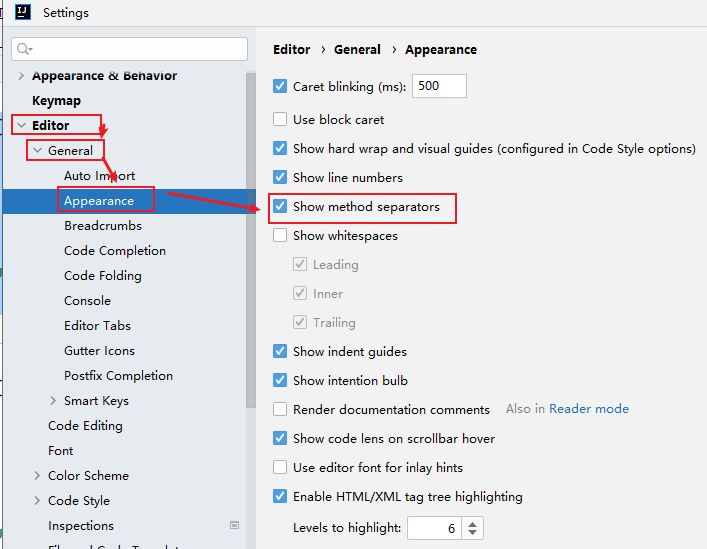 IJ Settings
Appearance & Behavior
Keymap
Editor
General
Auto Import
Appearance
Breadcrumbs
Code Completion
Code Folding
Console
Editor Tabs
Gutter Icons
Postfix Completion
Smart Keys
Code Editing
Font
Color Scheme
Code Style
Inspections
Editor › General › Appearance
Caret blinking (ms): 500
Use block caret
Show hard wrap and visual guides (configured in Code Style options)
Show line numbers
Show method separators
Show whitespaces
Leading
Inner
Trailing
Show indent guides
Show intention bulb
Render documentation comments Also in Reader mode
Show code lens on scrollbar hover
Use editor font for inlay hints
Enable HTML/XML tag tree highlighting
Levels to highlight: 6